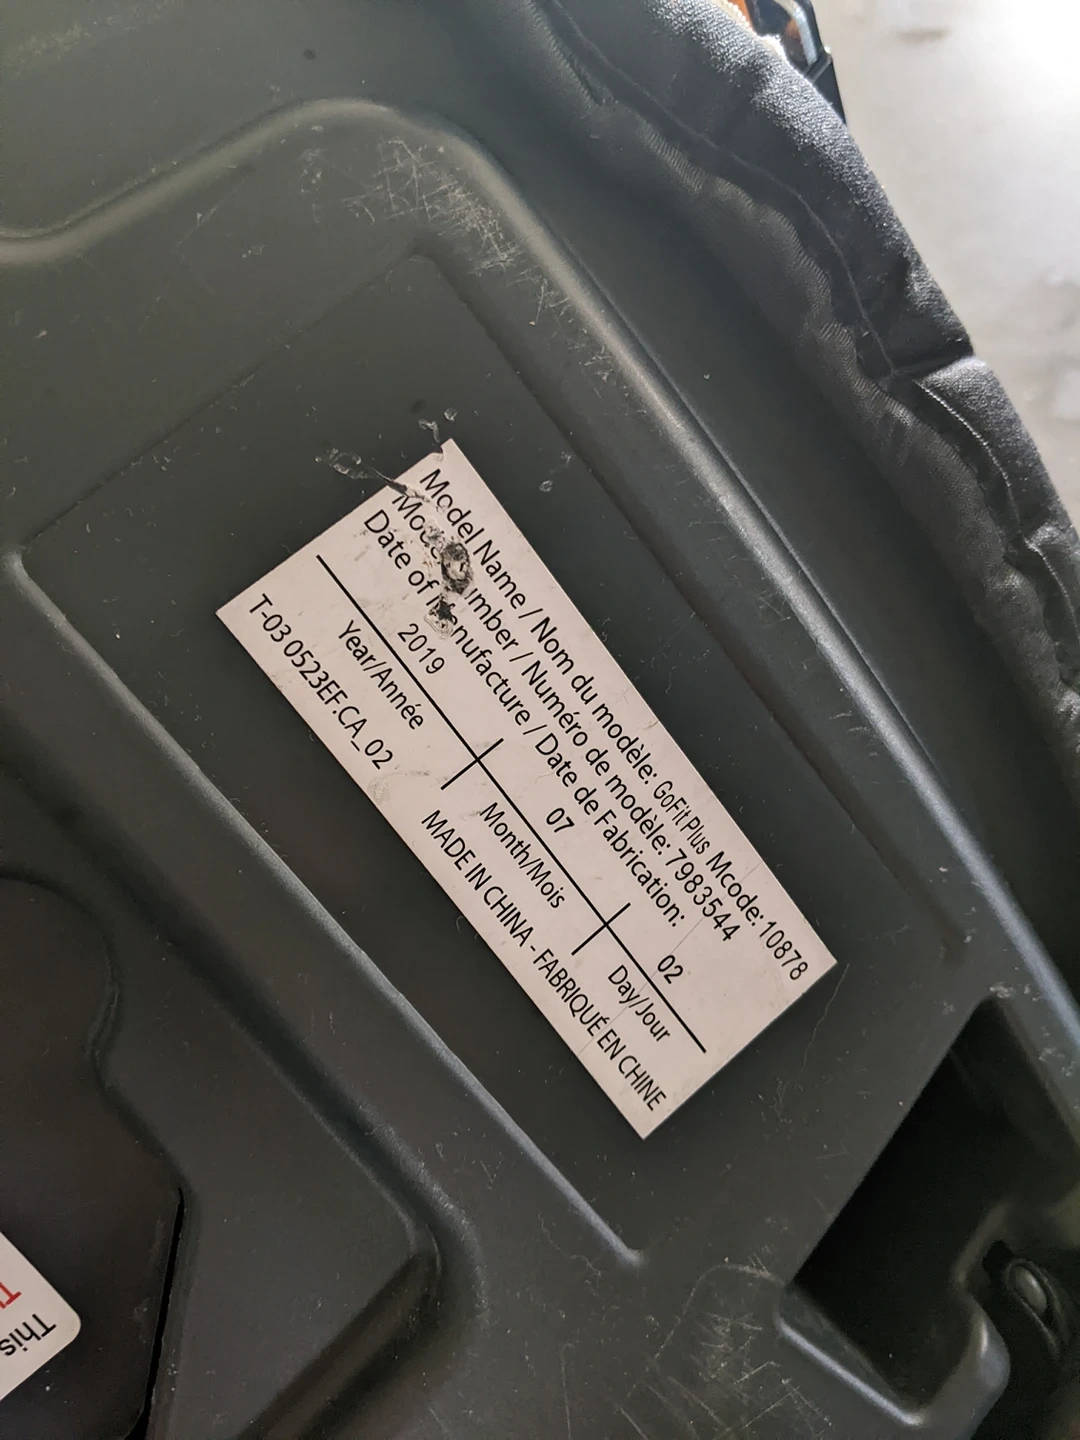 Model Name / Nom du modèle: GoFit Plus Mcode: 10878
Model Number / Numéro de modèle: 7983544
Date of Manufacture / Date de Fabrication:
2019 07 02
Year/Année Month/Mois Day/Jour
T-03 0523EF.CA_02 MADE IN CHINA - FABRIQUÉ EN CHINE
This